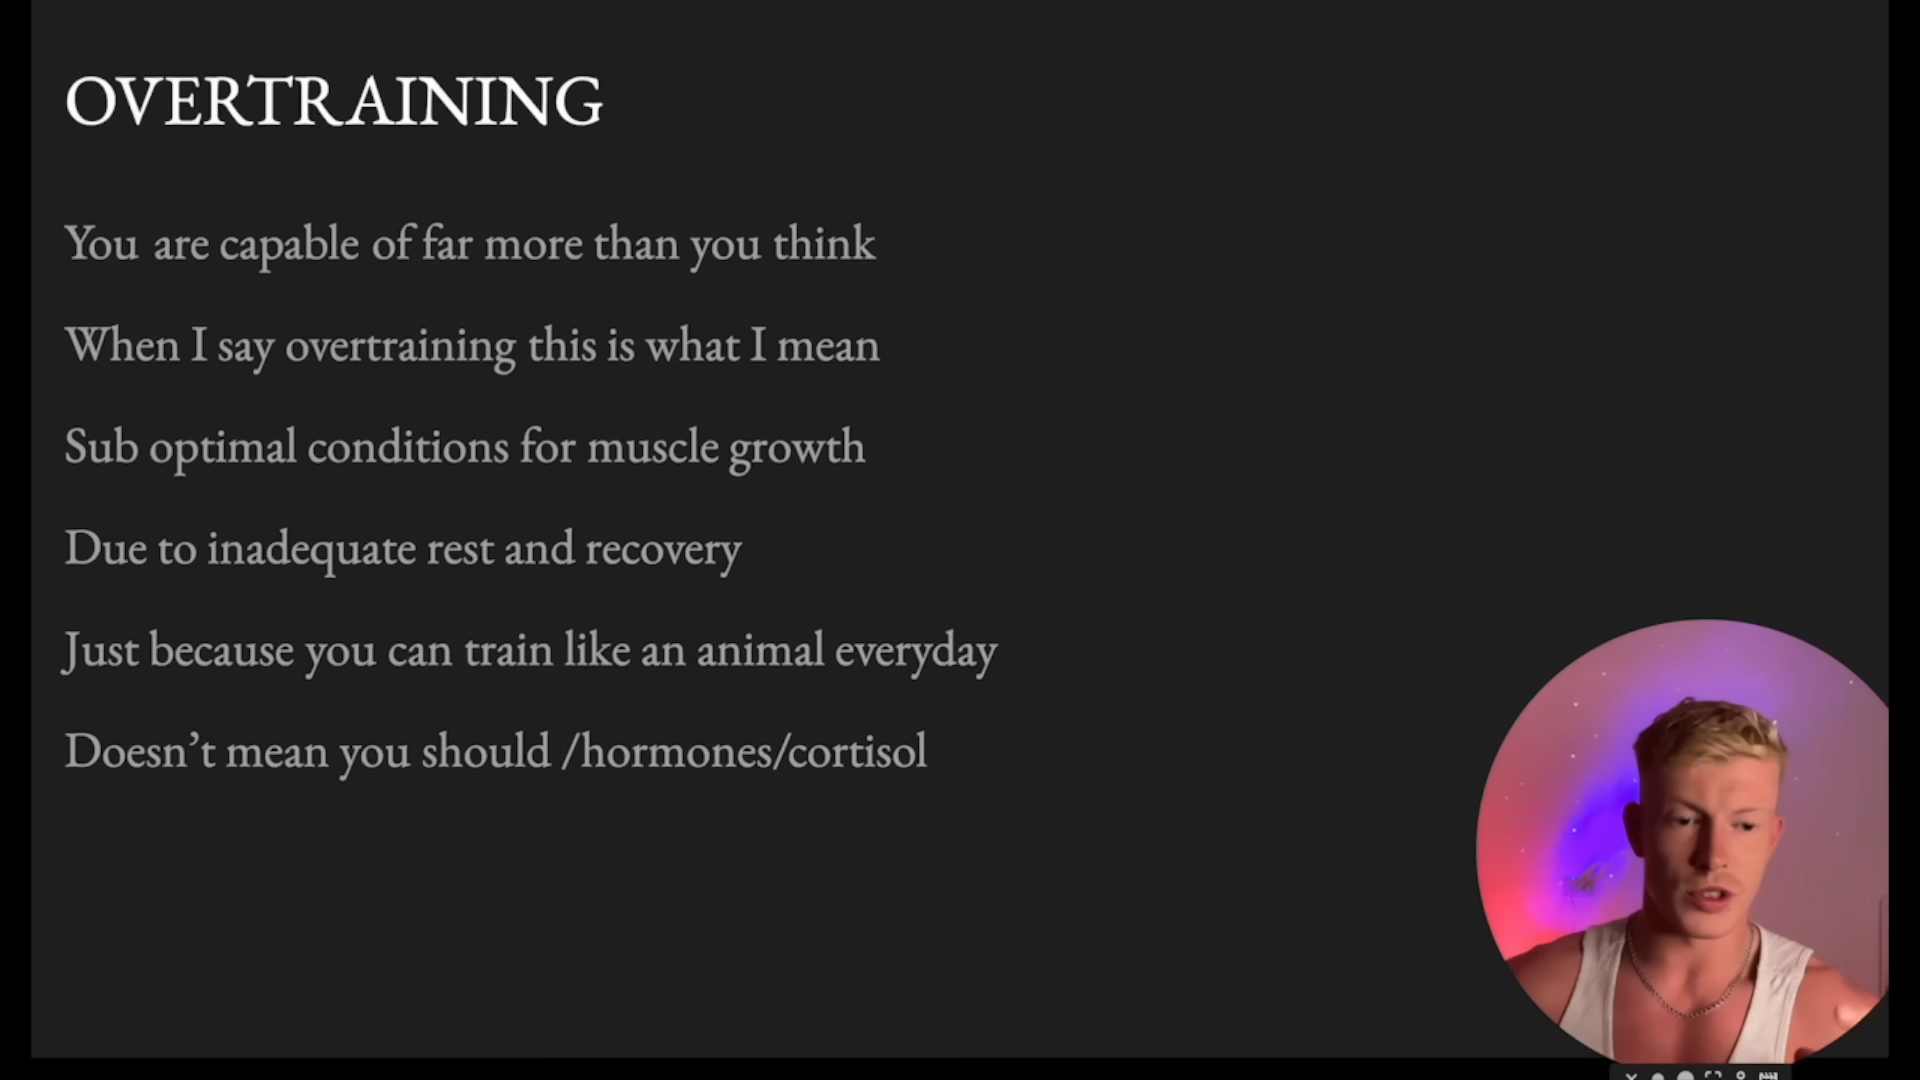 OVERTRAINING
You are capable of far more than you think
When I say overtraining this is what I mean
Sub optimal conditions for muscle growth
Due to inadequate rest and recovery
Just because you can train like an animal everyday
Doesn’t mean you should /hormones/cortisol